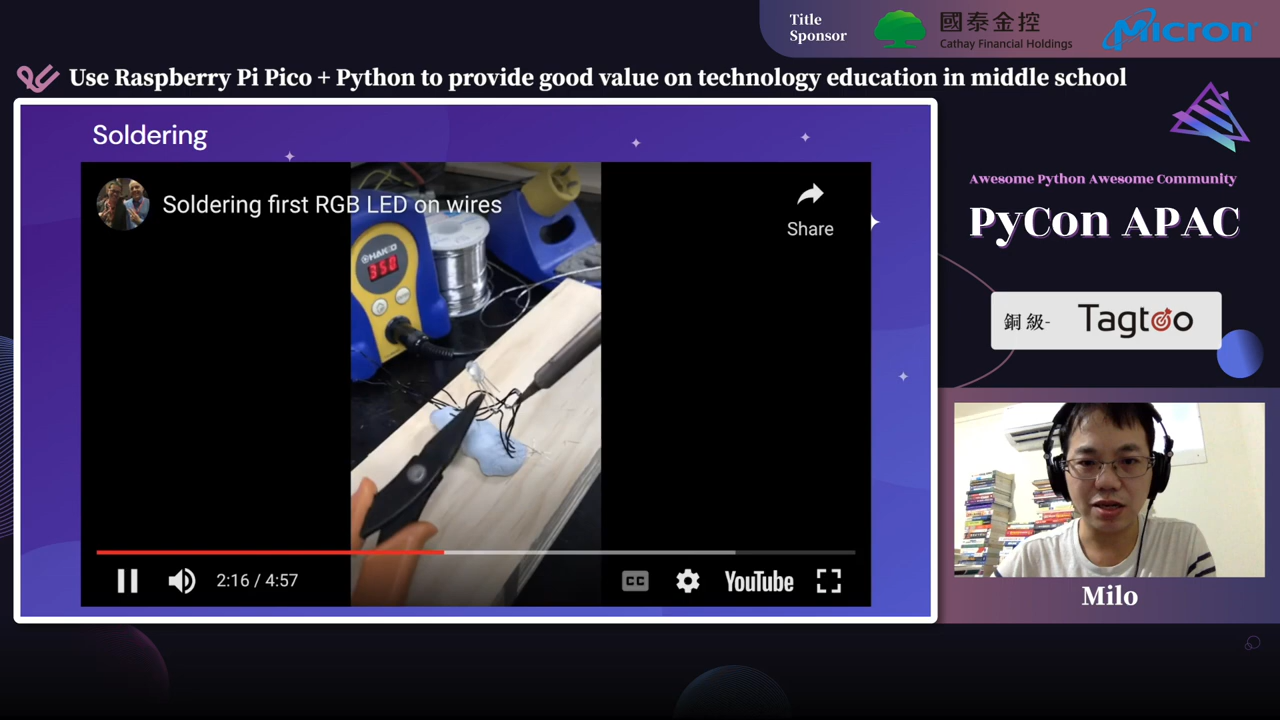 Title
Sponsor
國泰金控
Cathay Financial Holdings
Micron
Use Raspberry Pi Pico + Python to provide good value on technology education in middle school
Soldering
Soldering first RGB LED on wires
Share
HAKKO
350
2:16 / 4:57
CC
YouTube
Awesome Python Awesome Community
PyCon APAC
銅級-
Tagtoo
Milo